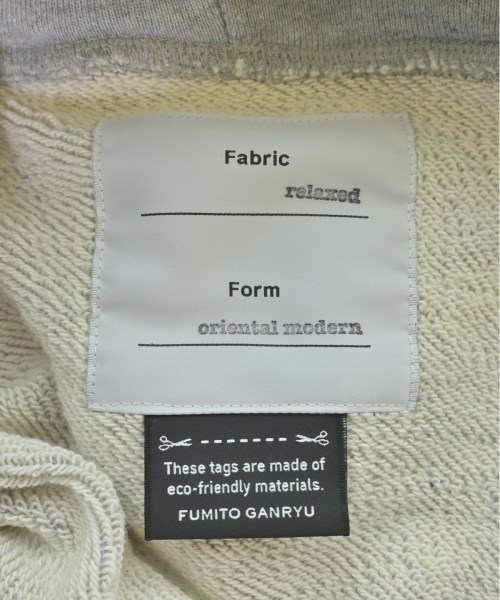 Fabric
relaxed
Form
oriental modern
These tags are made of
eco-friendly materials.
FUMITO GANRYU